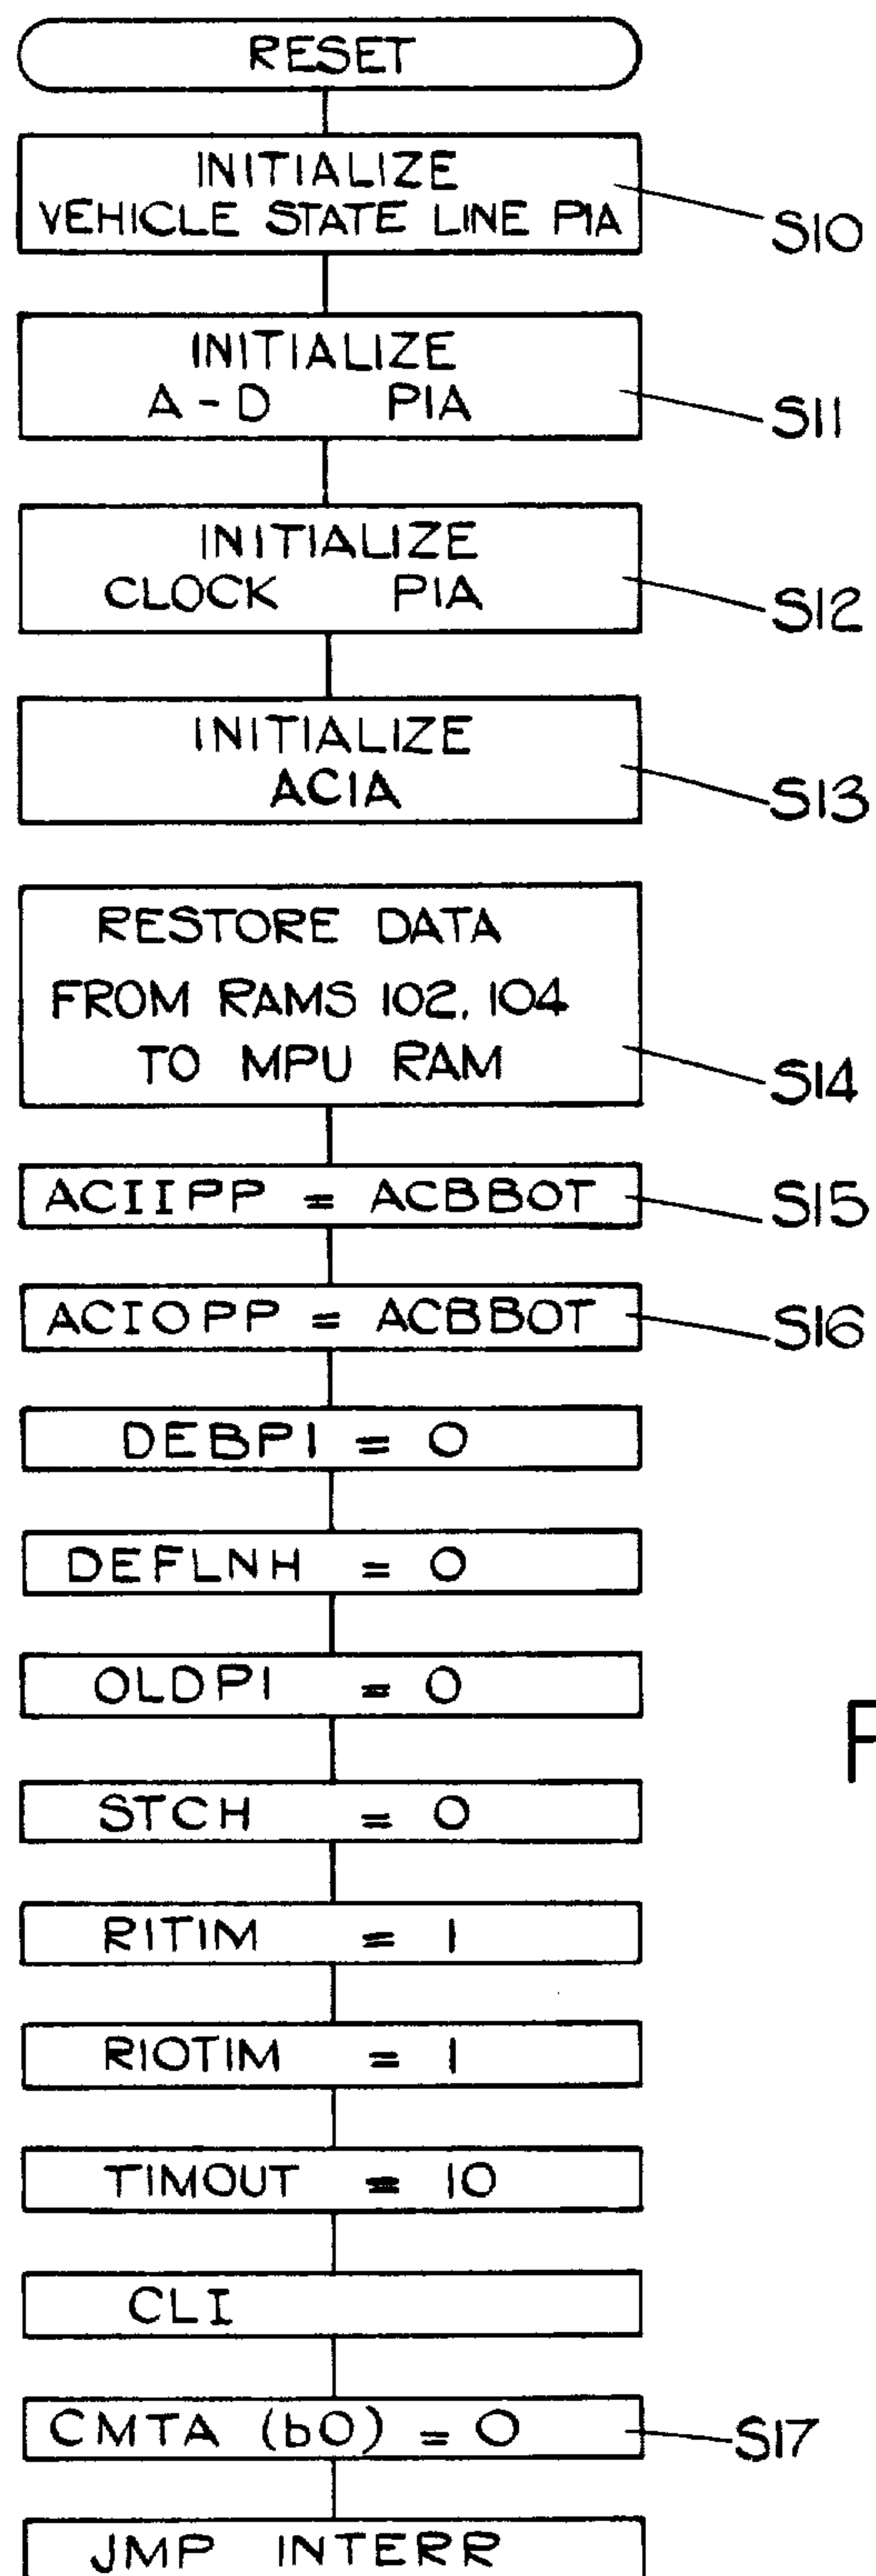 RESET
INITIALIZE
VEHICLE STATE LINE PIA
S10
INITIALIZE
A-D PIA
S11
INITIALIZE
CLOCK PIA
S12
INITIALIZE
ACIA
S13
RESTORE DATA
FROM RAMS 102, 104
TO MPU RAM
S14
ACIIPP = ACBBOT
S15
ACIOPP = ACBBOT
S16
DEBPI = 0
DEFLNH = 0
OLDPI = 0
F
STCH = 0
RITIM = 1
RIOTIM = 1
TIMOUT = 10
CLI
CMTA (b0) = 0
S17
JMP INTERR